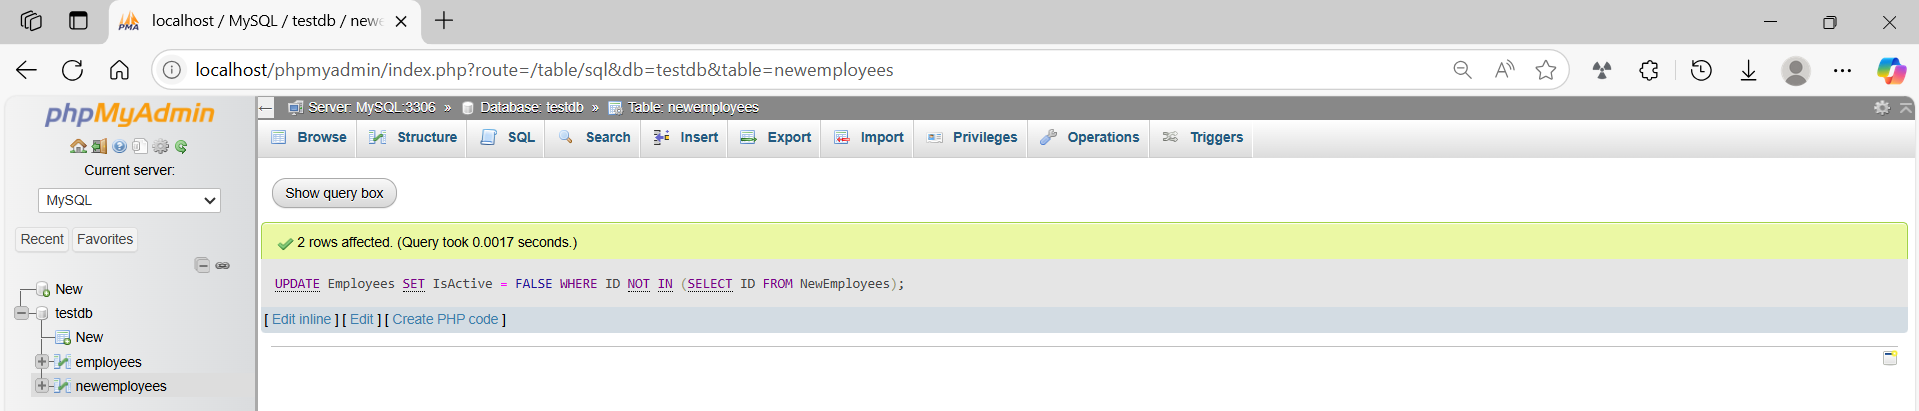 localhost / MySQL / testdb / newe
localhost/phpmyadmin/index.php?route=/table/sql&db=testdb&table=newemployees
phpMyAdmin
Current server:
MySQL
Recent Favorites
New
testdb
New
employees
newemployees
Server: MySQL:3306 » Database: testdb » Table: newemployees
Browse Structure SQL Search Insert Export Import Privileges Operations Triggers
Show query box
2 rows affected. (Query took 0.0017 seconds.)
UPDATE Employees SET IsActive = FALSE WHERE ID NOT IN (SELECT ID FROM NewEmployees);
[ Edit inline ] [ Edit ] [ Create PHP code ]